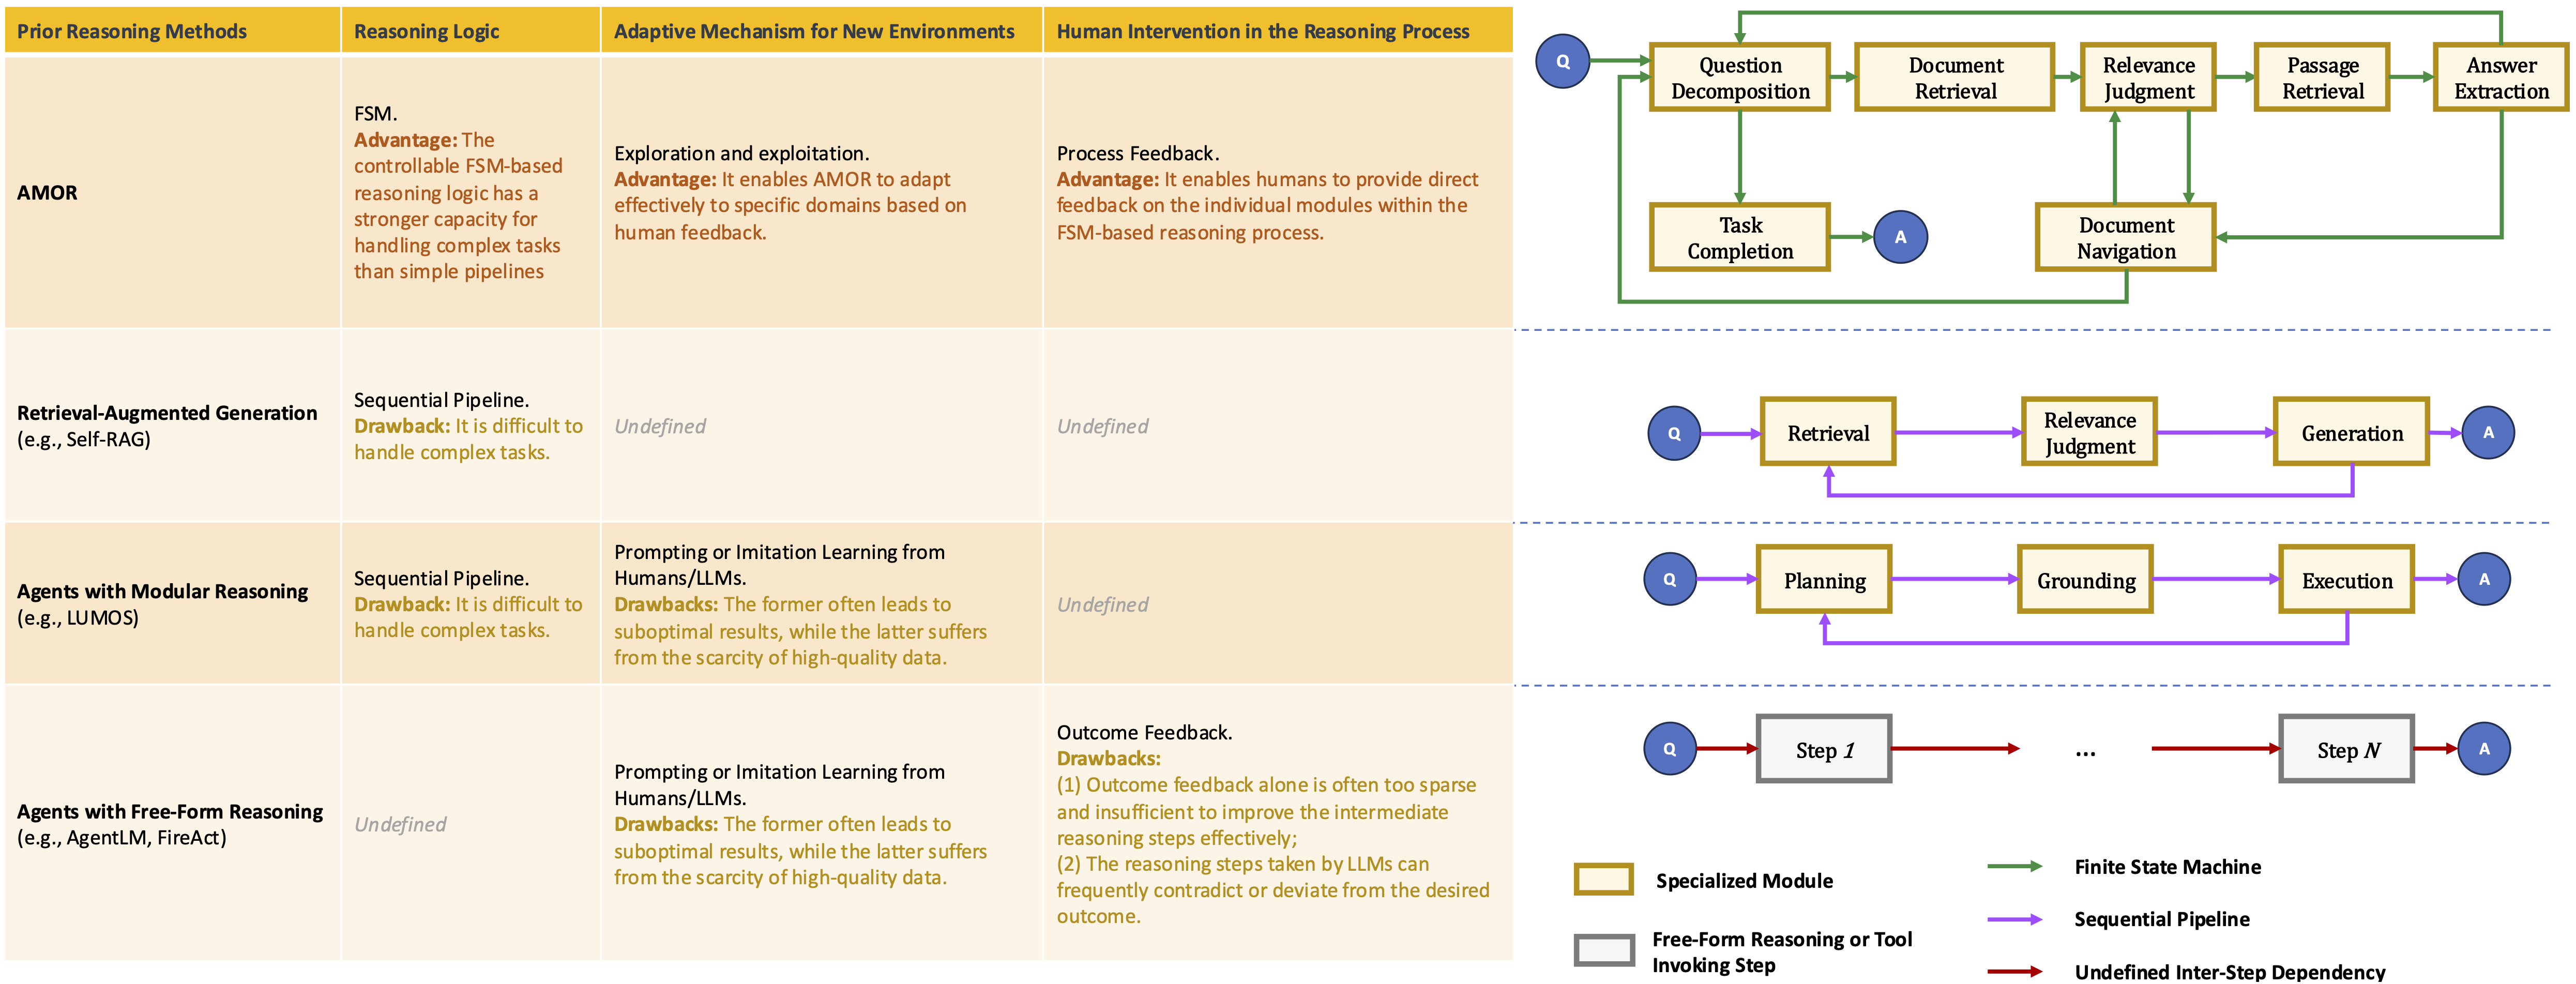 Prior Reasoning Methods
Reasoning Logic
Adaptive Mechanism for New Environments
Human Intervention in the Reasoning Process
AMOR
FSM.
Advantage: The
controllable FSM-based
reasoning logic has a
stronger capacity for
handling complex tasks
than simple pipelines
Exploration and exploitation.
Advantage: It enables AMOR to adapt
effectively to specific domains based on
human feedback.
Process Feedback.
Advantage: It enables humans to provide direct
feedback on the individual modules within the
FSM-based reasoning process.
Retrieval-Augmented Generation
(e.g., Self-RAG)
Sequential Pipeline.
Drawback: It is difficult to
handle complex tasks.
Undefined
Undefined
Agents with Modular Reasoning
(e.g., LUMOS)
Sequential Pipeline.
Drawback: It is difficult to
handle complex tasks.
Prompting or Imitation Learning from
Humans/LLMs.
Drawbacks: The former often leads to
suboptimal results, while the latter suffers
from the scarcity of high-quality data.
Undefined
Agents with Free-Form Reasoning
(e.g., AgentLM, FireAct)
Undefined
Prompting or Imitation Learning from
Humans/LLMs.
Drawbacks: The former often leads to
suboptimal results, while the latter suffers
from the scarcity of high-quality data.
Outcome Feedback.
Drawbacks:
(1) Outcome feedback alone is often too sparse
and insufficient to improve the intermediate
reasoning steps effectively;
(2) The reasoning steps taken by LLMs can
frequently contradict or deviate from the desired
outcome.
Q
Question
Decomposition
Document
Retrieval
Relevance
Judgment
Passage
Retrieval
Answer
Extraction
Task
Completion
A
Document
Navigation
Q
Retrieval
Relevance
Judgment
Generation
A
Q
Planning
Grounding
Execution
A
Q
Step 1
...
Step N
A
Specialized Module
Free-Form Reasoning or Tool
Invoking Step
Finite State Machine
Sequential Pipeline
Undefined Inter-Step Dependency